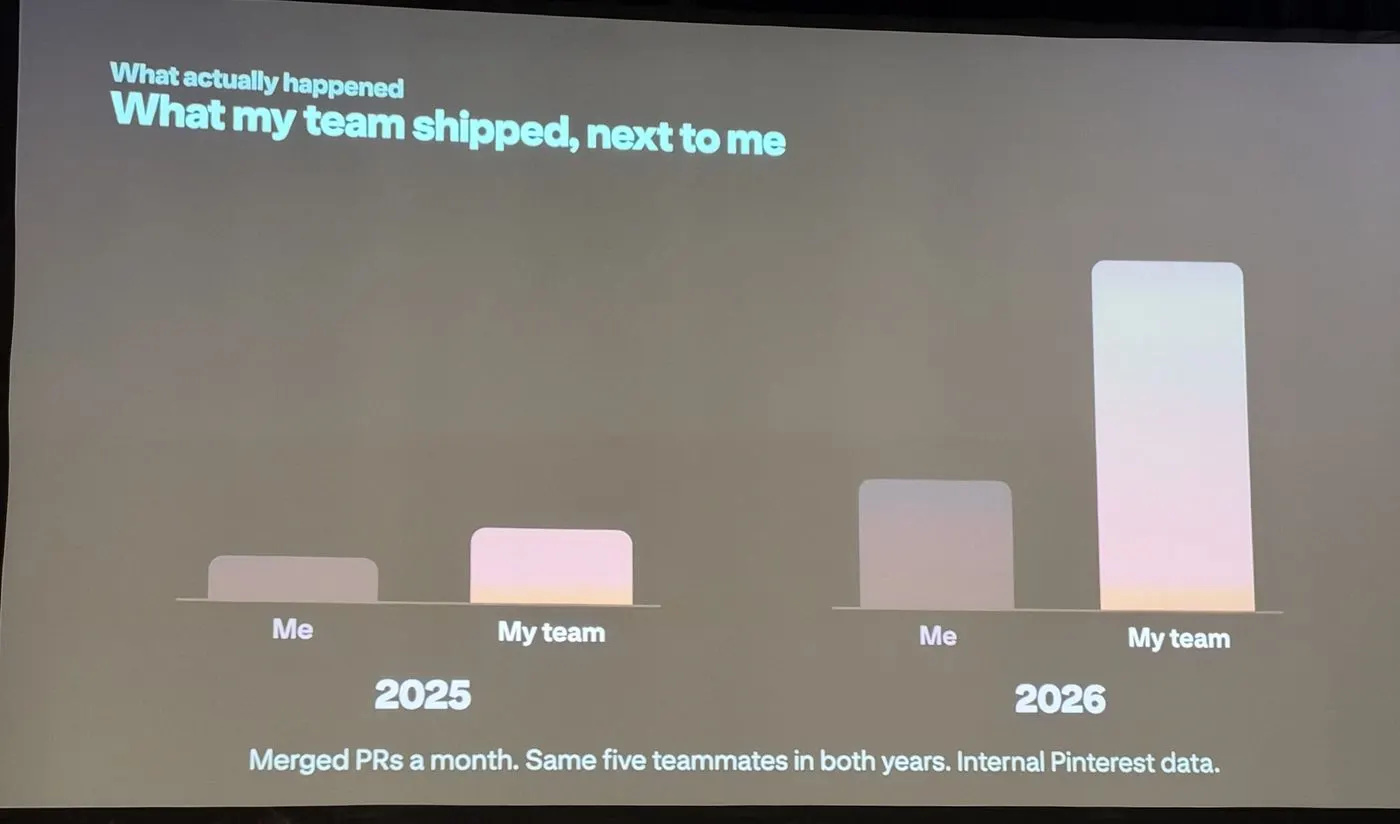 What actually happened
What my team shipped, next to me
Me
My team
Me
My team
2025
2026
Merged PRs a month. Same five teammates in both years. Internal Pinterest data.